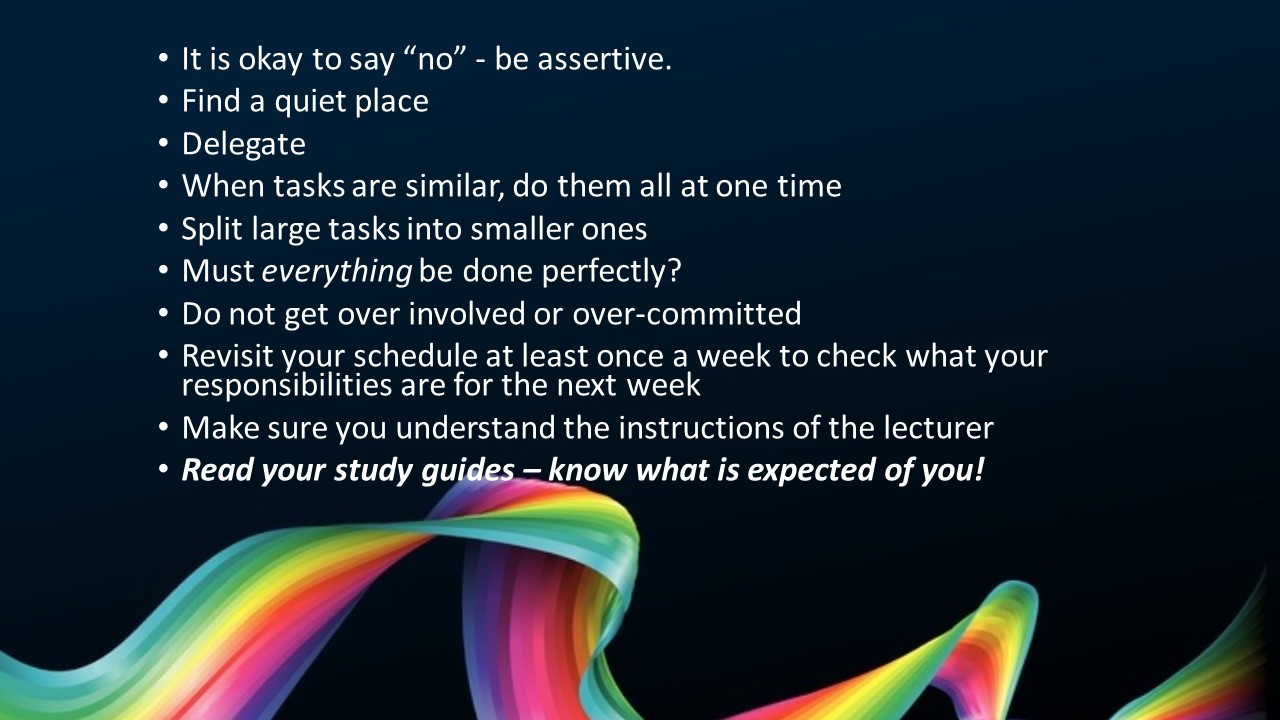 • It is okay to say “no” - be assertive.
• Find a quiet place
• Delegate
• When tasks are similar, do them all at one time
• Split large tasks into smaller ones
• Must everything be done perfectly?
• Do not get over involved or over-committed
• Revisit your schedule at least once a week to check what your
responsibilities are for the next week
• Make sure you understand the instructions of the lecturer
• Read your study guides – know what is expected of you!